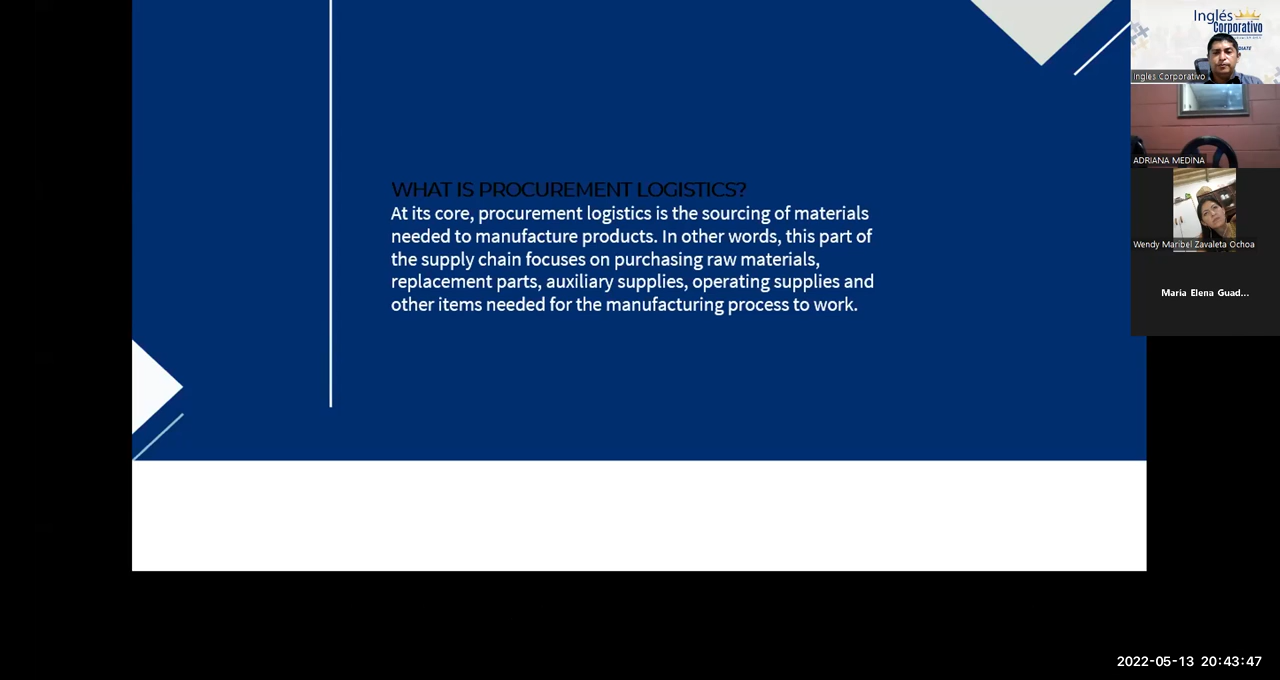 WHAT IS PROCUREMENT LOGISTICS?
At its core, procurement logistics is the sourcing of materials
needed to manufacture products. In other words, this part of
the supply chain focuses on purchasing raw materials,
replacement parts, auxiliary supplies, operating supplies and
other items needed for the manufacturing process to work.
Inglés
Corporativo
Ingles Corporativo
ADRIANA MEDINA
Wendy Maribel Zavaleta Ochoa
Maria Elena Guad...
2022-05-13 20:43:47